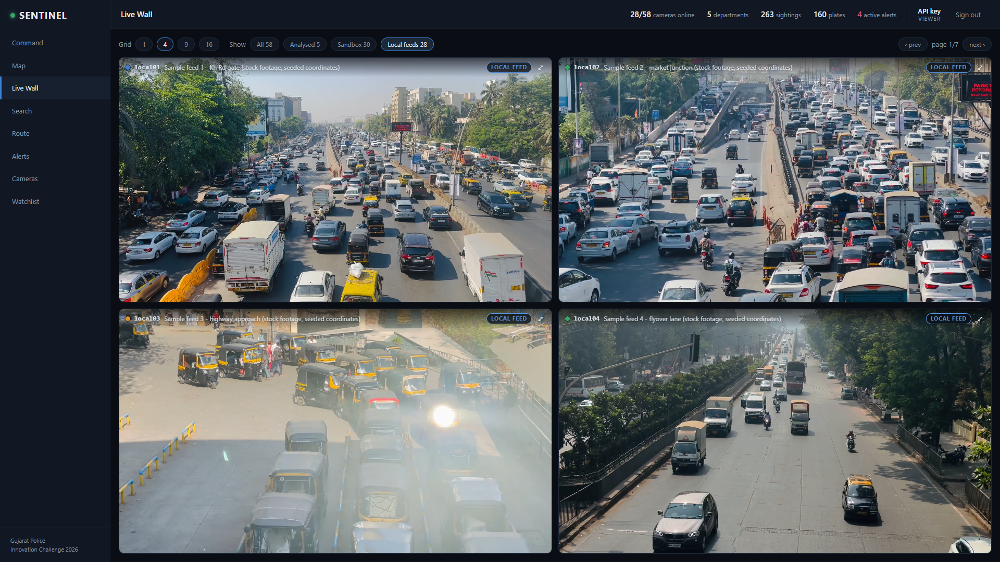 SENTINEL
Live Wall
28/58 cameras online
5 departments
263 sightings
160 plates
4 active alerts
API key
VIEWER
Sign out
Command
Map
Live Wall
Search
Route
Alerts
Cameras
Watchlist
Grid 1 4 9 16 Show All 58 Analysed 5 Sandbox 30 Local feeds 28
‹ prev page 1/7 next ›
local01 Sample feed 1 - Kh Rd gate (stock footage, seeded coordinates) LOCAL FEED
local02 Sample feed 2 - market junction (stock footage, seeded coordinates) LOCAL FEED
local03 Sample feed 3 - highway approach (stock footage, seeded coordinates) LOCAL FEED
local04 Sample feed 4 - flyover lane (stock footage, seeded coordinates) LOCAL FEED
Gujarat Police
Innovation Challenge 2026